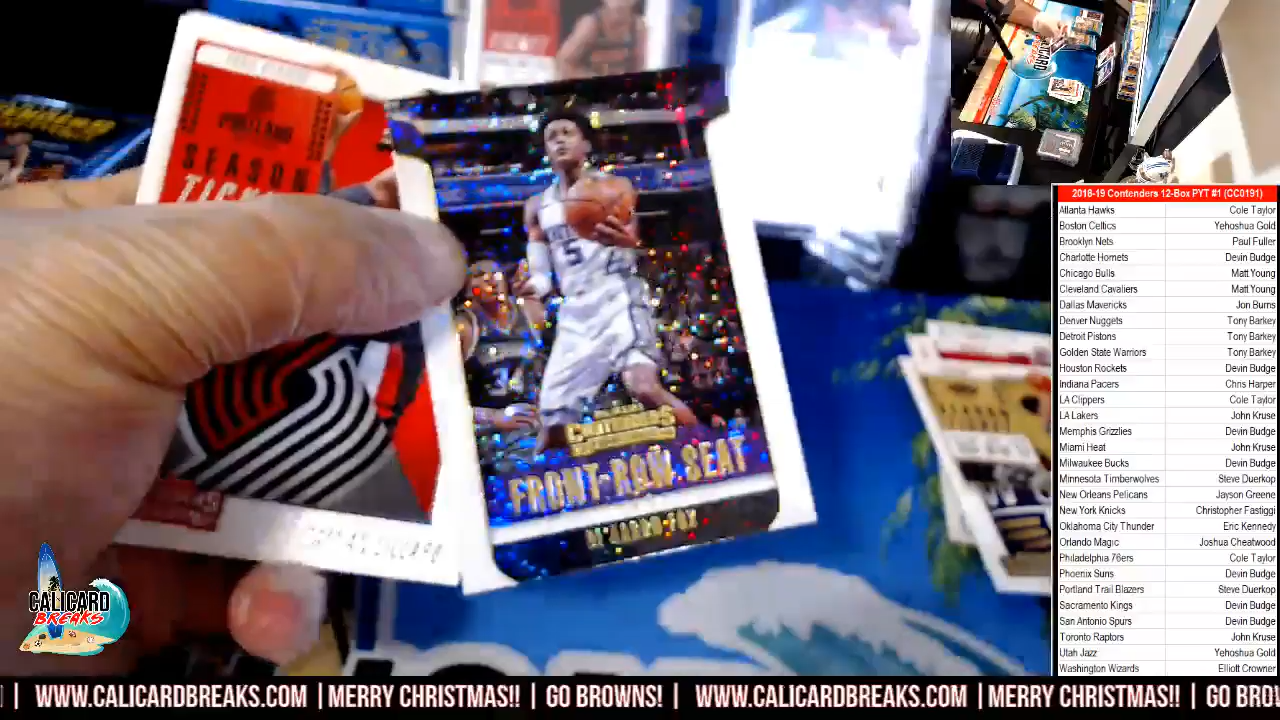 PORTLAND
SEASON
5
34
CONTENDERS
FRONT-ROW SEAT
DE'AARON FOX
CALICARD
BREAKS
2018-19 Contenders 12-Box PYT #1 (CC0191)
Atlanta Hawks Cole Taylor
Boston Celtics Yehoshua Gold
Brooklyn Nets Paul Fuller
Charlotte Hornets Devin Budge
Chicago Bulls Matt Young
Cleveland Cavaliers Matt Young
Dallas Mavericks Jon Burns
Denver Nuggets Tony Barkey
Detroit Pistons Tony Barkey
Golden State Warriors Tony Barkey
Houston Rockets Devin Budge
Indiana Pacers Chris Harper
LA Clippers Cole Taylor
LA Lakers John Kruse
Memphis Grizzlies Devin Budge
Miami Heat John Kruse
Milwaukee Bucks Devin Budge
Minnesota Timberwolves Steve Duerkop
New Orleans Pelicans Jayson Greene
New York Knicks Christopher Fastiggi
Oklahoma City Thunder Eric Kennedy
Orlando Magic Joshua Cheatwood
Philadelphia 76ers Cole Taylor
Phoenix Suns Devin Budge
Portland Trail Blazers Steve Duerkop
Sacramento Kings Devin Budge
San Antonio Spurs Devin Budge
Toronto Raptors John Kruse
Utah Jazz Yehoshua Gold
Washington Wizards Elliott Crowner
| WWW.CALICARDBREAKS.COM | MERRY CHRISTMAS!! | GO BROWNS! | WWW.CALICARDBREAKS.COM | MERRY CHRISTMAS!! | GO BRO